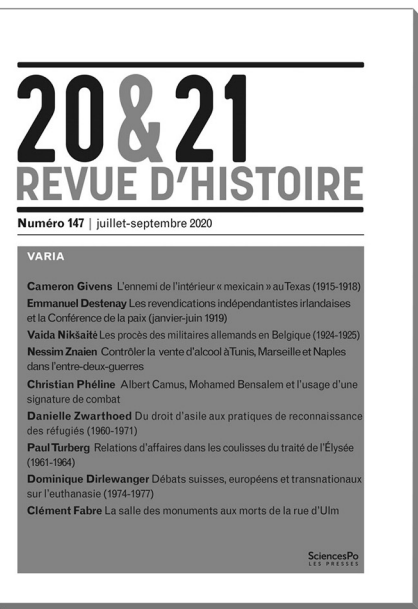 20 & 21
REVUE D'HISTOIRE
Numéro 147 | juillet-septembre 2020
VARIA
Cameron Givens L'ennemi de l'intérieur « mexicain » au Texas (1915-1918)
Emmanuel Destenay Les revendications indépendantistes irlandaises
et la Conférence de la paix (janvier-juin 1919)
Vaida Nikšaitė Les procès des militaires allemands en Belgique (1924-1925)
Nessim Znaien Contrôler la vente d'alcool à Tunis, Marseille et Naples
dans l'entre-deux-guerres
Christian Phéline Albert Camus, Mohamed Bensalem et l'usage d'une
signature de combat
Danielle Zwarthoed Du droit d'asile aux pratiques de reconnaissance
des réfugiés (1960-1971)
Paul Turberg Relations d'affaires dans les coulisses du traité de l'Élysée
(1961-1964)
Dominique Dirlewanger Débats suisses, européens et transnationaux
sur l'euthanasie (1974-1977)
Clément Fabre La salle des monuments aux morts de la rue d'Ulm
SciencesPo
LES PRESSES